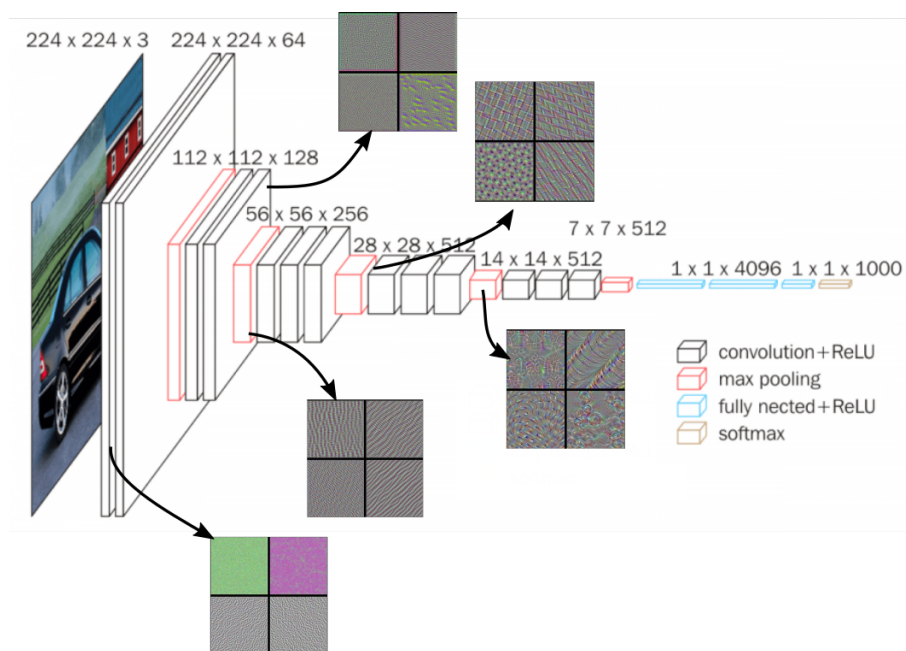 224 x 224 x 3
224 x 224 x 64
112 x 112 x 128
56 x 56 x 256
28 x 28 x 512
14 x 14 x 512
7 x 7 x 512
1 x 1 x 4096
1 x 1 x 1000
convolution+ReLU
max pooling
fully nected+ReLU
softmax